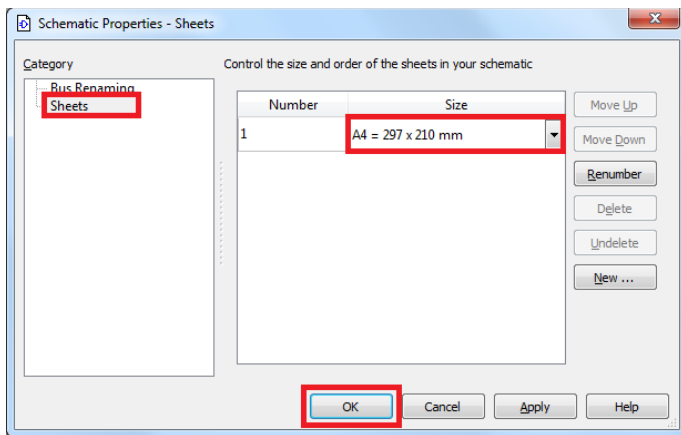 Schematic Properties - Sheets
x
Category
Bus Renaming
Sheets
Control the size and order of the sheets in your schematic
Number Size
1 A4 = 297 x 210 mm
Move Up
Move Down
Renumber
Delete
Undelete
New ...
OK Cancel Apply Help